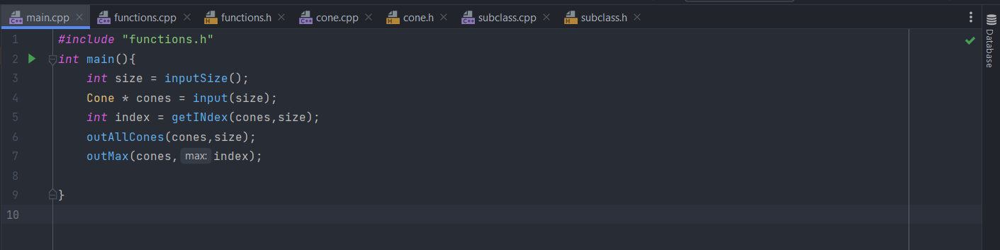 main.cpp functions.cpp functions.h cone.cpp cone.h subclass.cpp subclass.h
1 #include "functions.h"
2 int main(){
3 int size = inputSize();
4 Cone * cones = input(size);
5 int index = getINdex(cones,size);
6 outAllCones(cones,size);
7 outMax(cones, max: index);
8
9 }
10
Database